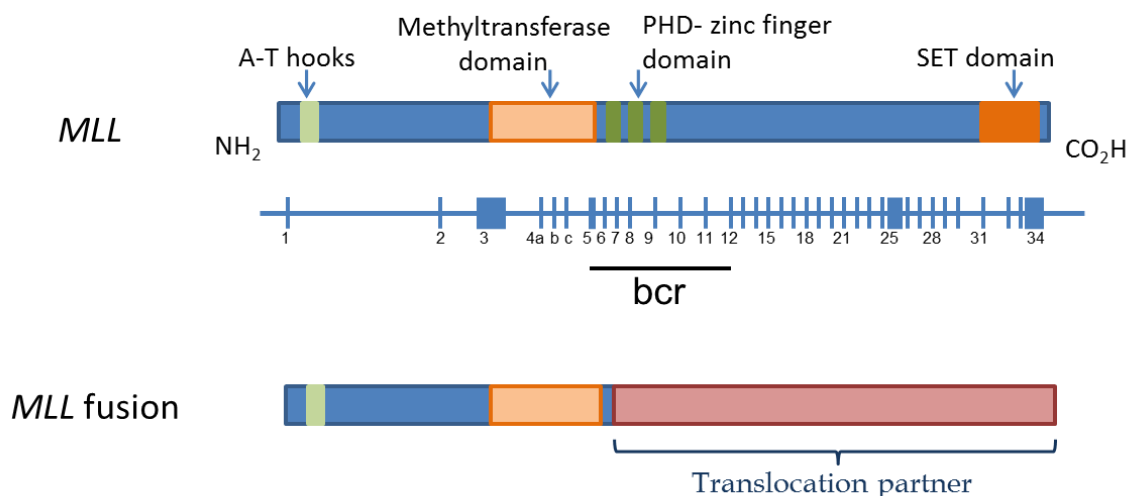 Methyltransferase
domain
PHD- zinc finger
domain
A-T hooks
SET domain
MLL
NH2
CO2H
1 2 3 4a b c 5 6 7 8 9 10 11 12 15 18 21 25 28 31 34
bcr
MLL fusion
Translocation partner